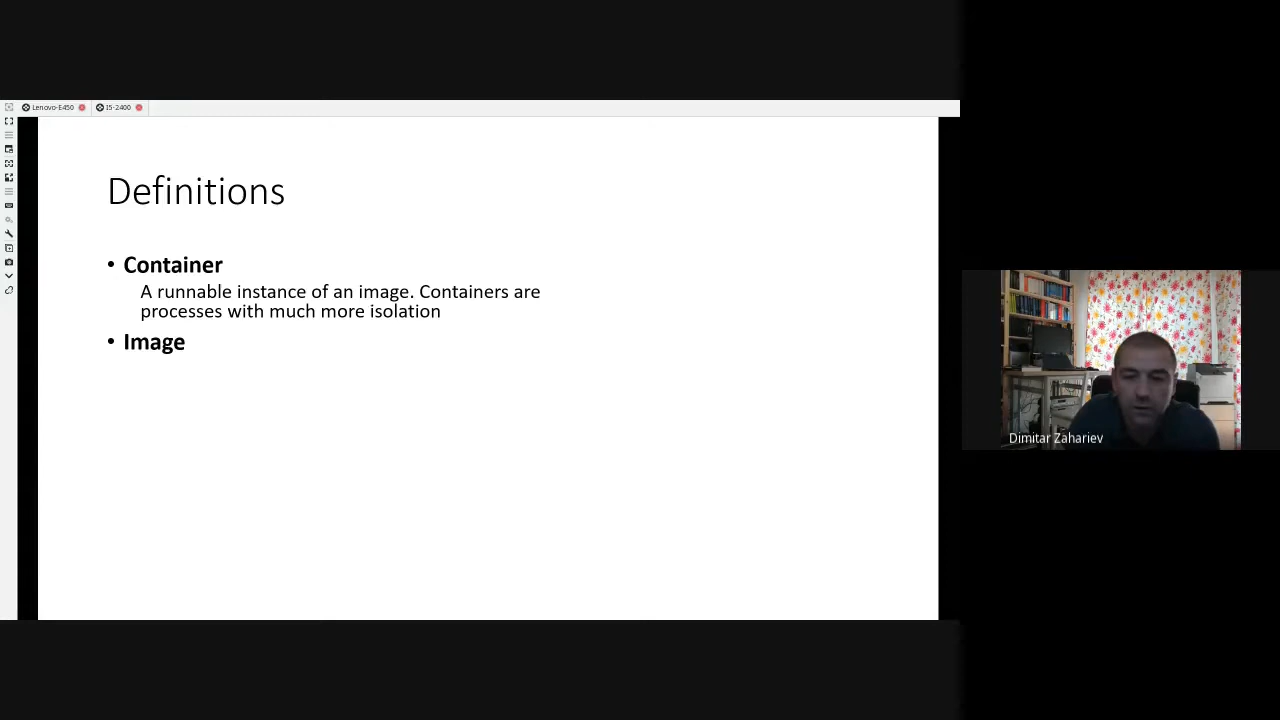 Lenovo-E450
I5-2400
Definitions
• Container
A runnable instance of an image. Containers are
processes with much more isolation
• Image
Dimitar Zahariev